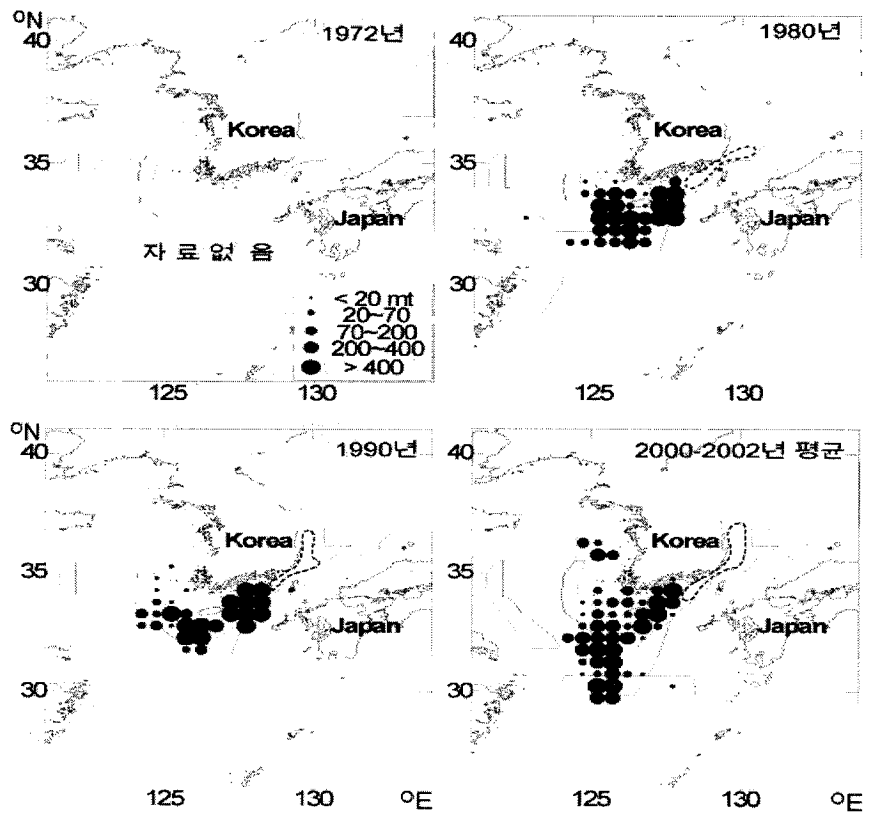 °N
40
1972년
Korea
35
Japan
자료없음
30
< 20 mt
20~70
70~200
200~400
> 400
125
130
40
1980년
Korea
35
Japan
30
125
130
°N
40
1990년
Korea
35
Japan
30
125
130
°E
40
2000-2002년 평균
Korea
35
Japan
30
125
130
°E